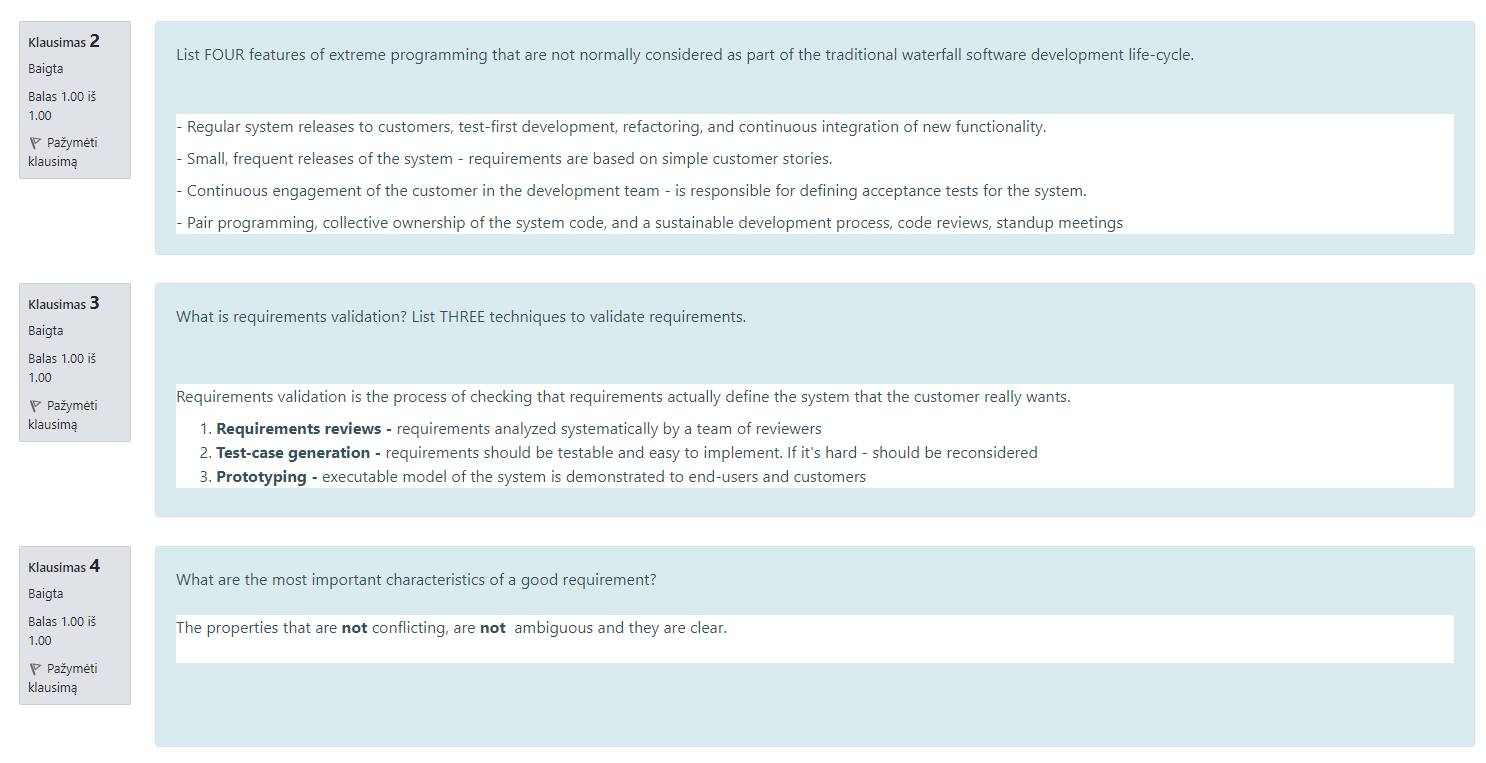 Klausimas 2
Baigta
Balas 1.00 iš
1.00
Pažymėti
klausimą
List FOUR features of extreme programming that are not normally considered as part of the traditional waterfall software development life-cycle.
- Regular system releases to customers, test-first development, refactoring, and continuous integration of new functionality.
- Small, frequent releases of the system - requirements are based on simple customer stories.
- Continuous engagement of the customer in the development team - is responsible for defining acceptance tests for the system.
- Pair programming, collective ownership of the system code, and a sustainable development process, code reviews, standup meetings
Klausimas 3
Baigta
Balas 1.00 iš
1.00
Pažymėti
klausimą
What is requirements validation? List THREE techniques to validate requirements.
Requirements validation is the process of checking that requirements actually define the system that the customer really wants.
1. Requirements reviews - requirements analyzed systematically by a team of reviewers
2. Test-case generation - requirements should be testable and easy to implement. If it's hard - should be reconsidered
3. Prototyping - executable model of the system is demonstrated to end-users and customers
Klausimas 4
Baigta
Balas 1.00 iš
1.00
Pažymėti
klausimą
What are the most important characteristics of a good requirement?
The properties that are not conflicting, are not ambiguous and they are clear.